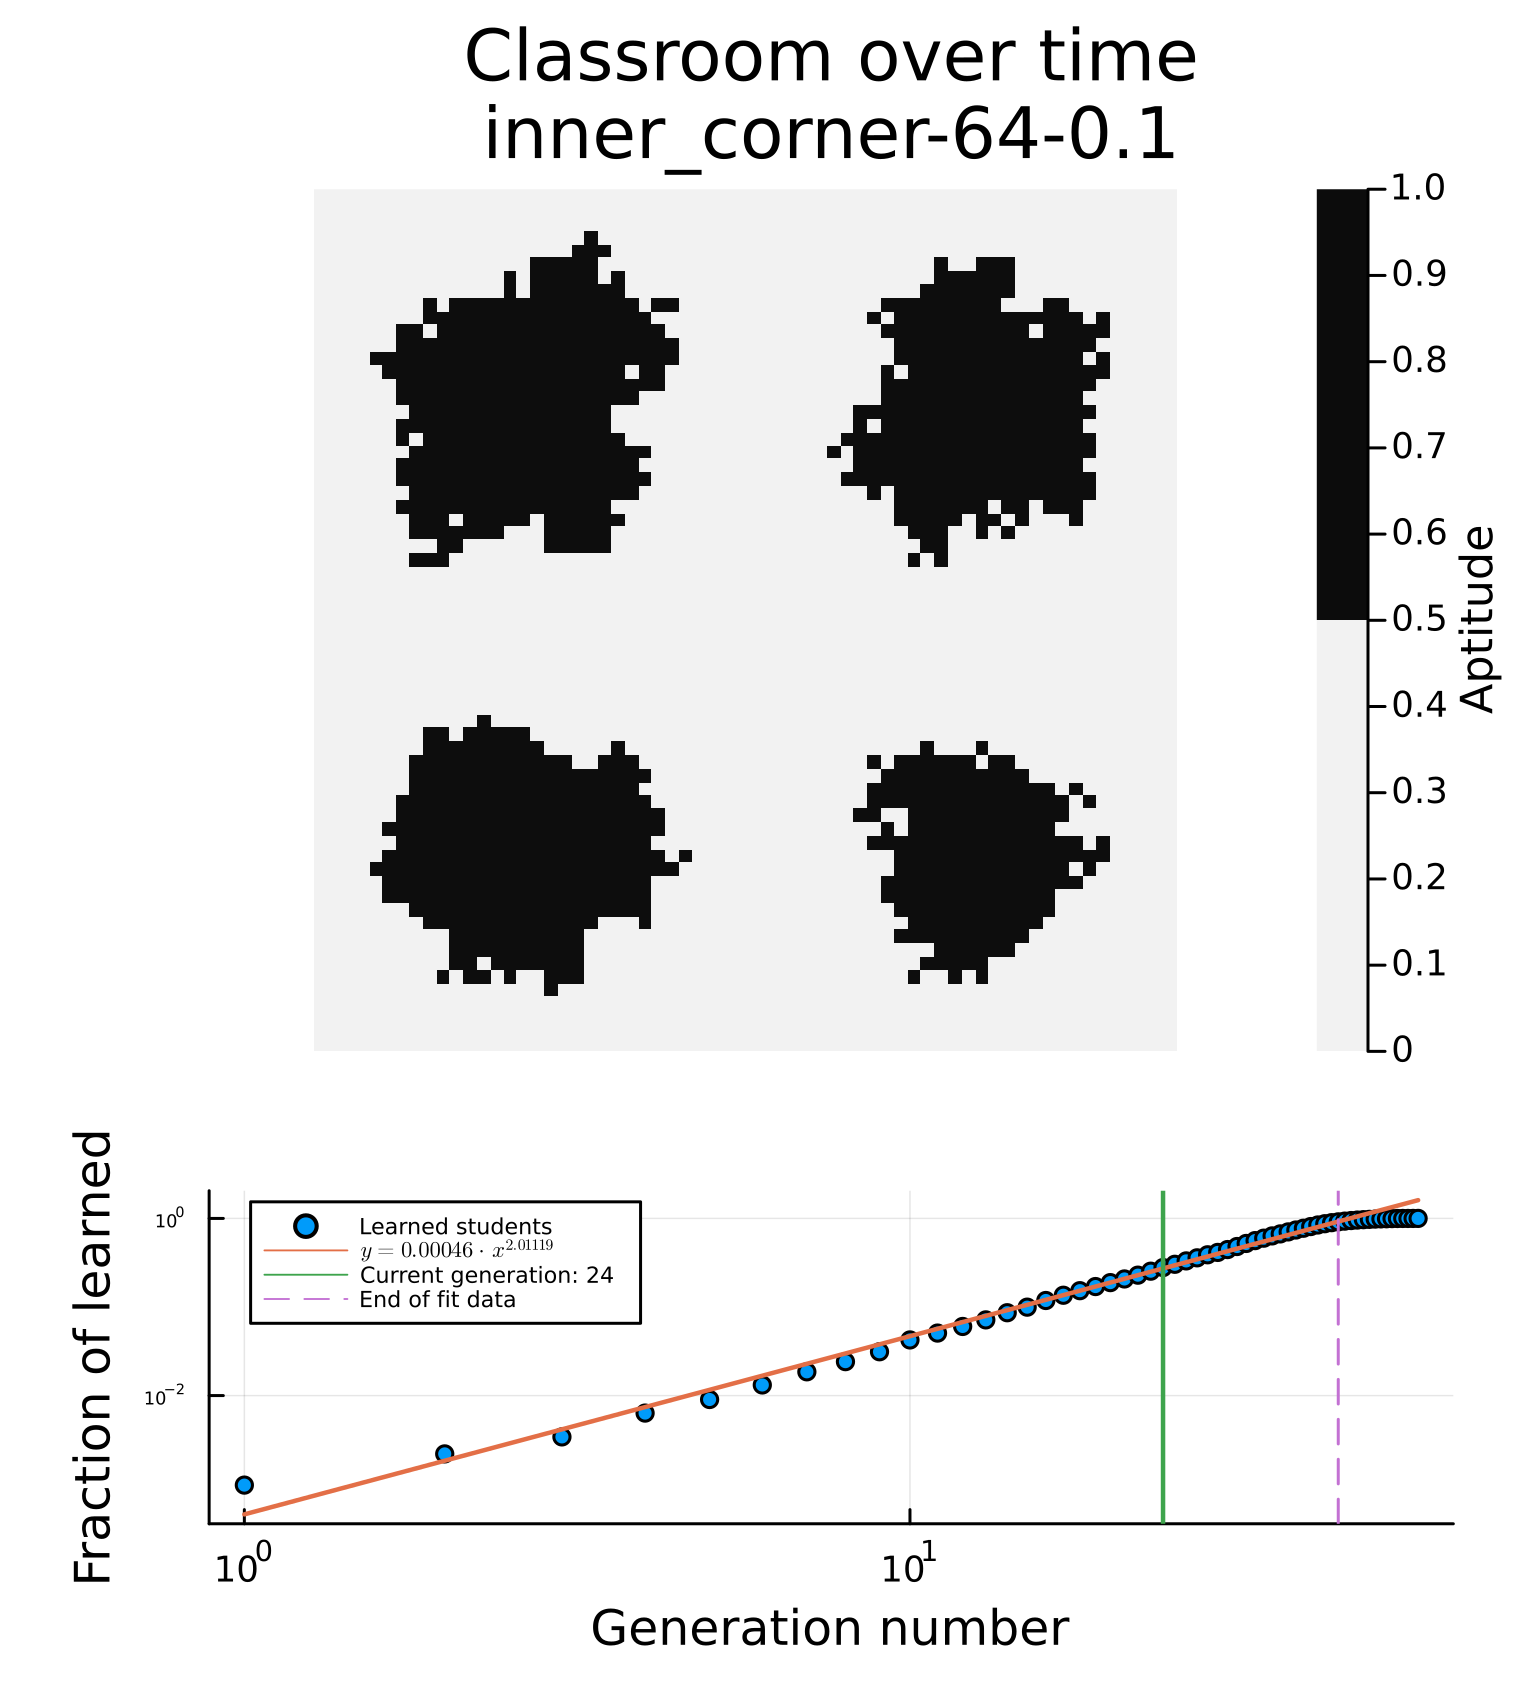 Classroom over time
inner_corner-64-0.1
1.0
0.9
0.8
0.7
0.6
0.5
0.4
0.3
0.2
0.1
0
Aptitude
Fraction of learned
10⁰
10⁻²
Learned students
y = 0.00046 · x^2.01119
Current generation: 24
End of fit data
10⁰
10¹
Generation number